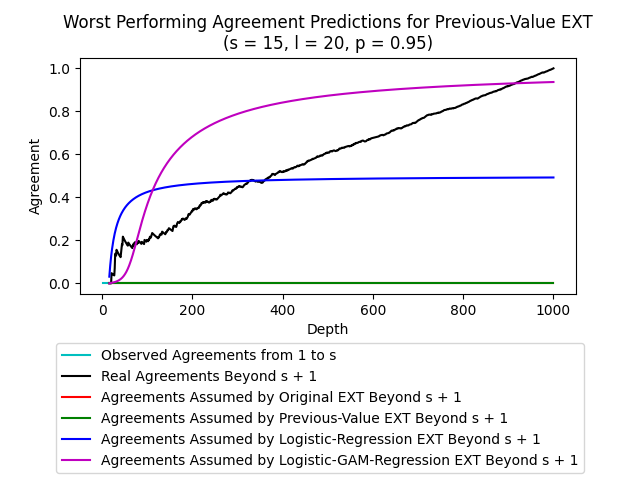 Worst Performing Agreement Predictions for Previous-Value EXT
(s = 15, l = 20, p = 0.95)
1.0
0.8
0.6
0.4
0.2
0.0
Agreement
0 200 400 600 800 1000
Depth
Observed Agreements from 1 to s
Real Agreements Beyond s + 1
Agreements Assumed by Original EXT Beyond s + 1
Agreements Assumed by Previous-Value EXT Beyond s + 1
Agreements Assumed by Logistic-Regression EXT Beyond s + 1
Agreements Assumed by Logistic-GAM-Regression EXT Beyond s + 1